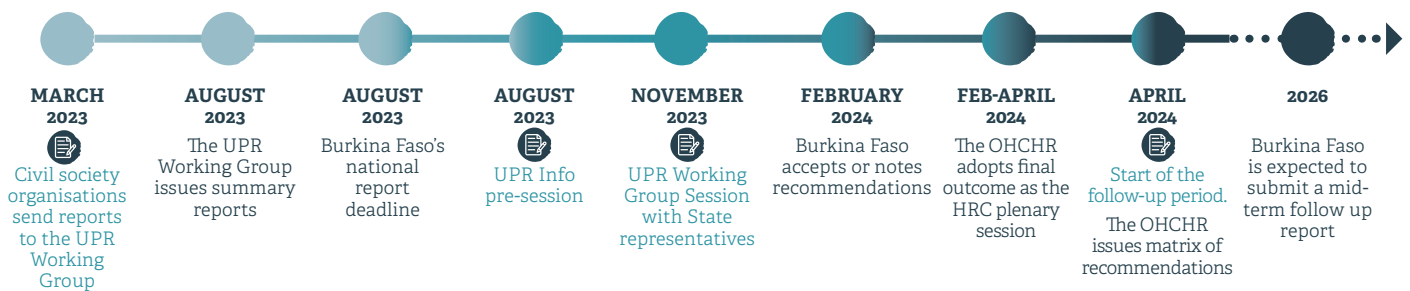 MARCH
2023
Civil society
organisations
send reports
to the UPR
Working
Group
AUGUST
2023
The UPR
Working Group
issues summary
reports
AUGUST
2023
Burkina Faso's
national
report
deadline
AUGUST
2023
UPR Info
pre-session
NOVEMBER
2023
UPR Working
Group Session
with State
representatives
FEBRUARY
2024
Burkina Faso
accepts or notes
recommendations
FEB-APRIL
2024
The OHCHR
adopts final
outcome as the
HRC plenary
session
APRIL
2024
Start of the
follow-up period.
The OHCHR
issues matrix of
recommendations
2026
Burkina Faso
is expected to
submit a mid-
term follow up
report